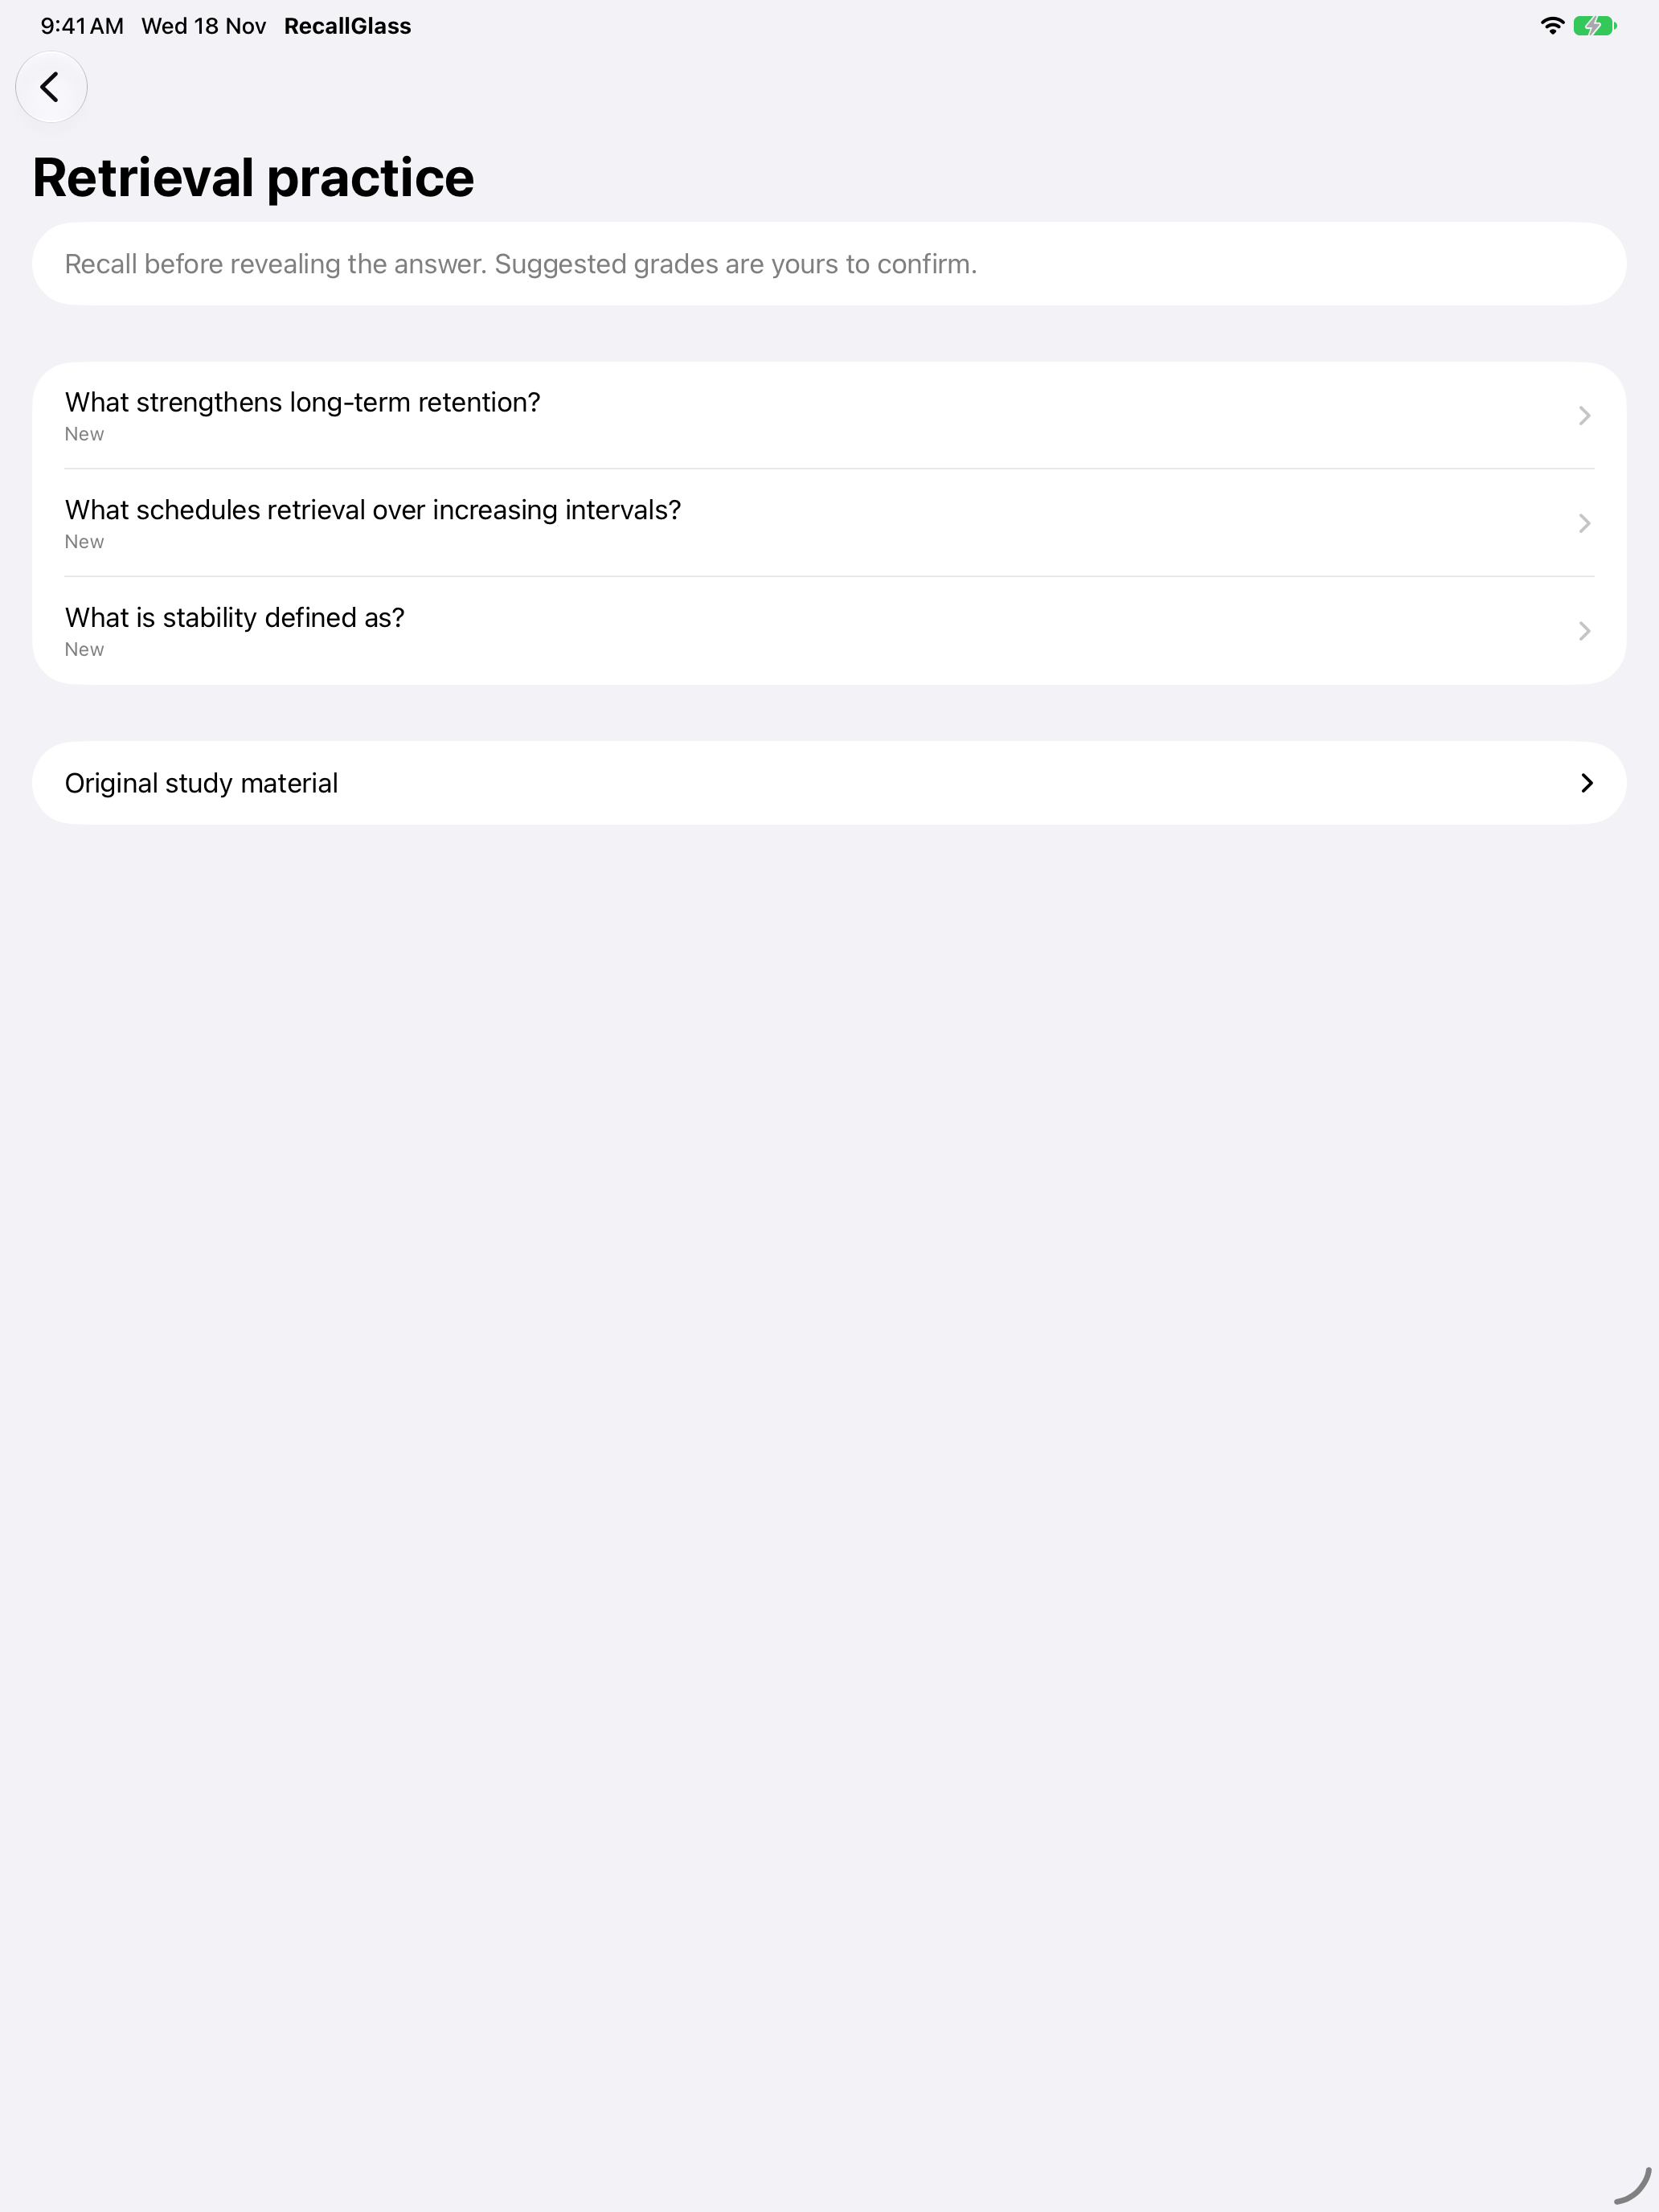 9:41 AM Wed 18 Nov RecallGlass
Retrieval practice
Recall before revealing the answer. Suggested grades are yours to confirm.
What strengthens long-term retention?
New
What schedules retrieval over increasing intervals?
New
What is stability defined as?
New
Original study material